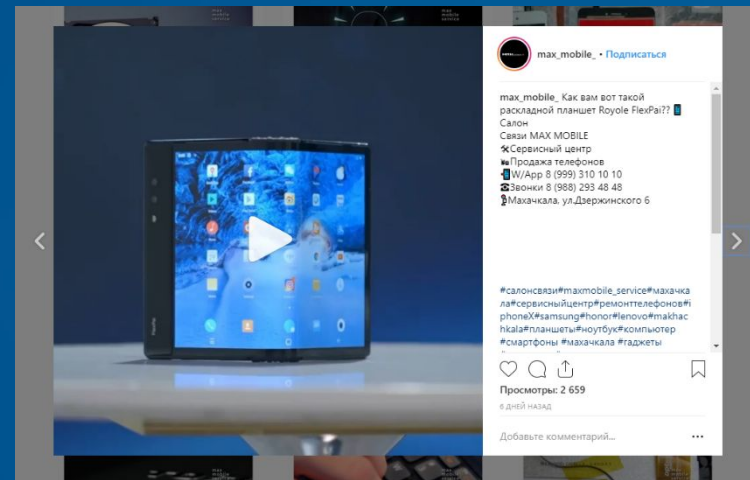 max_mobile_ • Подписаться
max_mobile_ Как вам вот такой
раскладной планшет Royole FlexPai??
Салон
Связи MAX MOBILE
Сервисный центр
Продажа телефонов
W/App 8 (999) 310 10 10
Звонки 8 (988) 293 48 48
Махачкала, ул.Дзержинского 6
#салонсвязи#maxmobile_service#махачка
ла#сервисныйцентр#ремонттелефонов#i
phoneX#samsung#honor#lenovo#makhac
hkala#планшеты#ноутбук#компьютер
#смартфоны #махачкала #гаджеты
Просмотры: 2 659
6 ДНЕЙ НАЗАД
Добавьте комментарий...